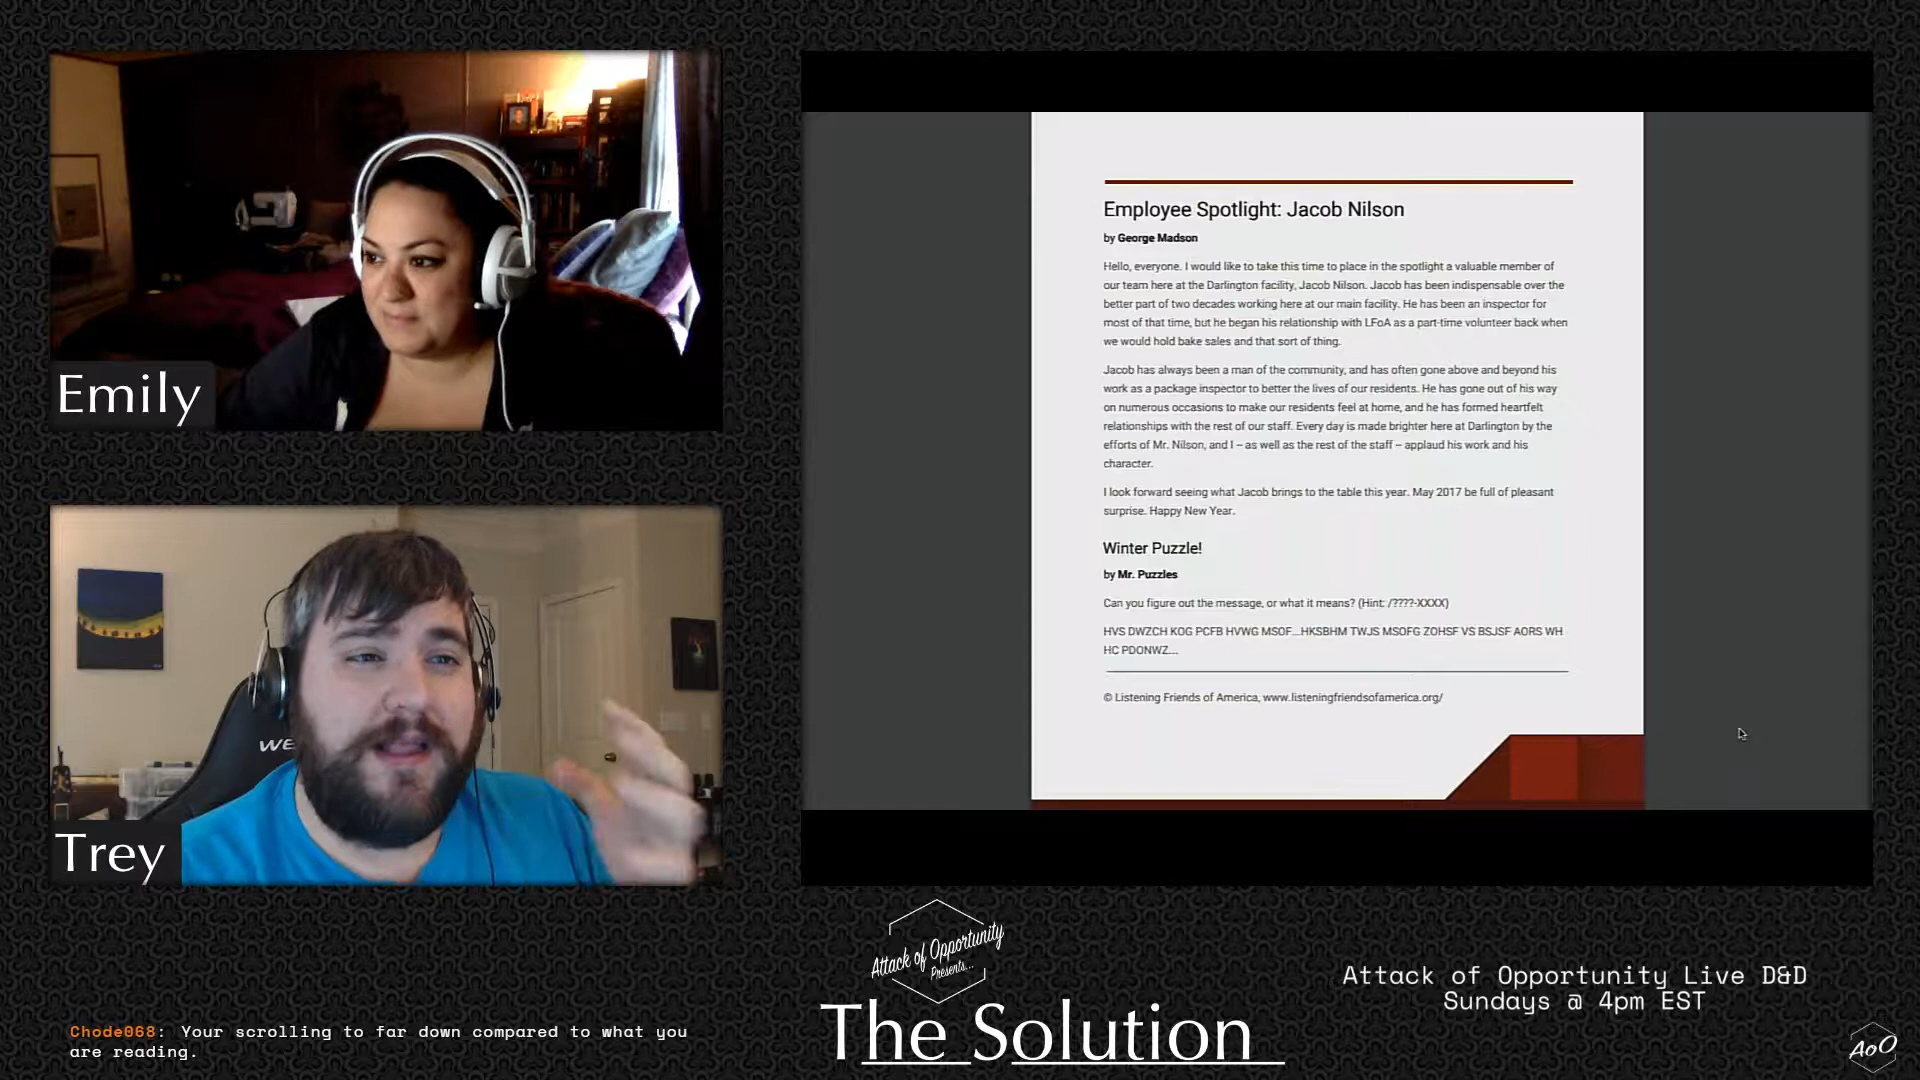 Employee Spotlight: Jacob Nilson
by George Madson
Hello, everyone. I would like to take this time to place in the spotlight a valuable member of
our team here at the Darlington facility, Jacob Nilson. Jacob has been indispensable over the
better part of two decades working here at our main facility. He has been an inspector for
most of that time, but he began his relationship with LFoA as a part-time volunteer back when
we would hold bake sales and that sort of thing.
Jacob has always been a man of the community, and has often gone above and beyond his
work as a package inspector to better the lives of our residents. He has gone out of his way
on numerous occasions to make our residents feel at home, and he has formed heartfelt
relationships with the rest of our staff. Every day is made brighter here at Darlington by the
efforts of Mr. Nilson, and I – as well as the rest of the staff – applaud his work and his
character.
I look forward seeing what Jacob brings to the table this year. May 2017 be full of pleasant
surprise. Happy New Year.
Winter Puzzle!
by Mr. Puzzles
Can you figure out the message, or what it means? (Hint: /????-XXXX)
HVS DWZCH KOG PCFB HVWG MSOF...HKSBHM TWJS MSOFG ZOHSF VS BSJSF AORS WH
HC PDONWZ...
© Listening Friends of America, www.listeningfriendsofamerica.org/
Emily
WE
Trey
Attack of Opportunity
Presents...
The Solution
Attack of Opportunity Live D&D
Sundays @ 4pm EST
Chode068: Your scrolling to far down compared to what you
are reading.
AoO